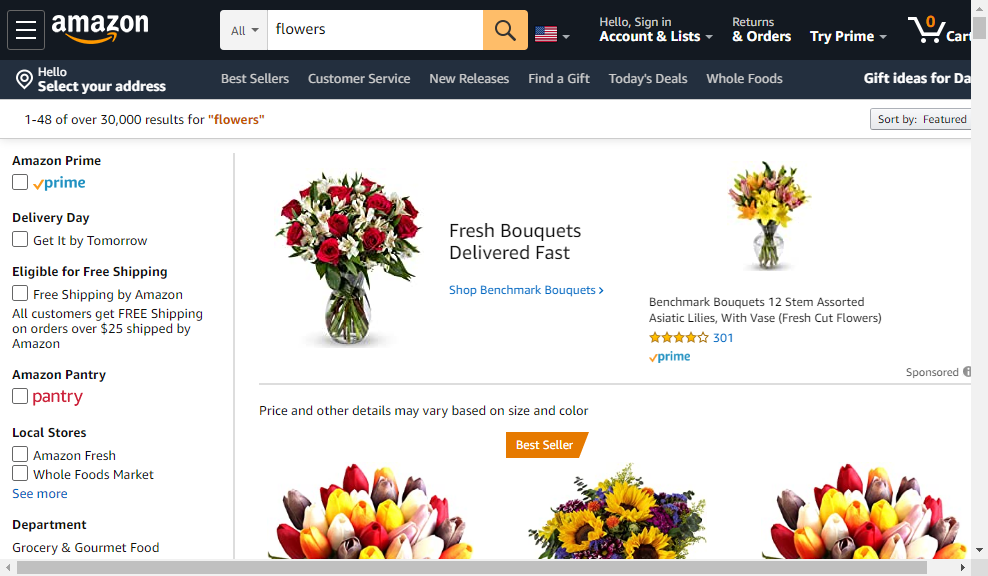 amazon
All
flowers
Hello, Sign in
Account & Lists
Returns
& Orders
Try Prime
0
Cart
Hello
Select your address
Best Sellers
Customer Service
New Releases
Find a Gift
Today's Deals
Whole Foods
Gift ideas for Da
1-48 of over 30,000 results for "flowers"
Sort by: Featured
Amazon Prime
prime
Delivery Day
Get It by Tomorrow
Eligible for Free Shipping
Free Shipping by Amazon
All customers get FREE Shipping
on orders over $25 shipped by
Amazon
Amazon Pantry
pantry
Local Stores
Amazon Fresh
Whole Foods Market
See more
Department
Grocery & Gourmet Food
Fresh Bouquets
Delivered Fast
Shop Benchmark Bouquets
Benchmark Bouquets 12 Stem Assorted
Asiatic Lilies, With Vase (Fresh Cut Flowers)
301
prime
Sponsored
Price and other details may vary based on size and color
Best Seller